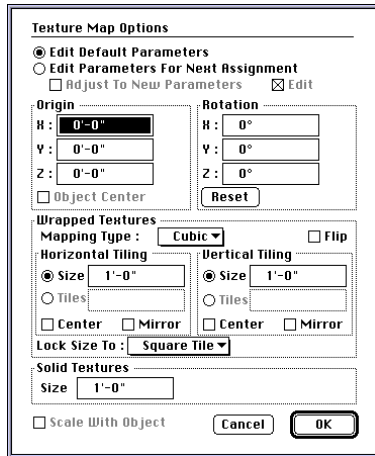 Texture Map Options
Edit Default Parameters
Edit Parameters For Next Assignment
Adjust To New Parameters Edit
Origin
X : 0'-0"
Y : 0'-0"
Z : 0'-0"
Object Center
Rotation
X : 0°
Y : 0°
Z : 0°
Reset
Wrapped Textures
Mapping Type : Cubic Flip
Horizontal Tiling
Size 1'-0"
Tiles
Center Mirror
Vertical Tiling
Size 1'-0"
Tiles
Center Mirror
Lock Size To : Square Tile
Solid Textures
Size 1'-0"
Scale With Object Cancel OK